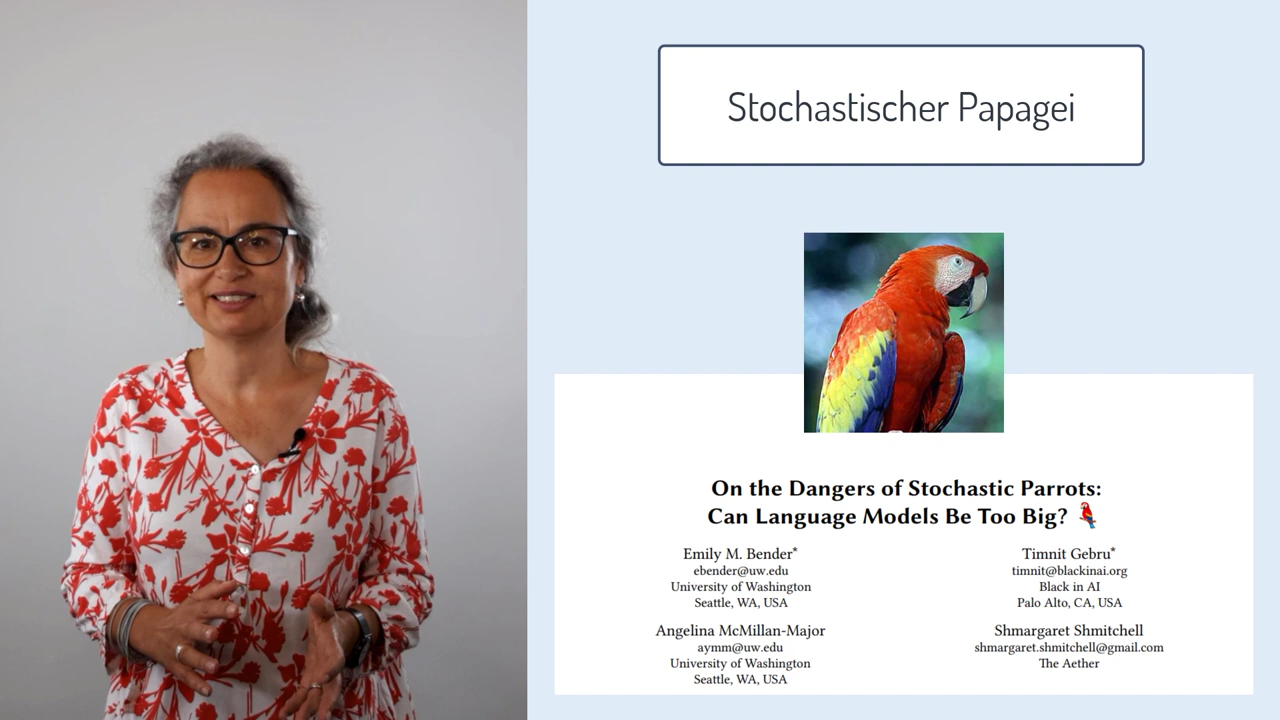 Stochastischer Papagei
On the Dangers of Stochastic Parrots:
Can Language Models Be Too Big? 🦜
Emily M. Bender*
ebender@uw.edu
University of Washington
Seattle, WA, USA
Timnit Gebru*
timnit@blackinai.org
Black in AI
Palo Alto, CA, USA
Angelina McMillan-Major
aymm@uw.edu
University of Washington
Seattle, WA, USA
Shmargaret Shmitchell
shmargaret.shmitchell@gmail.com
The Aether